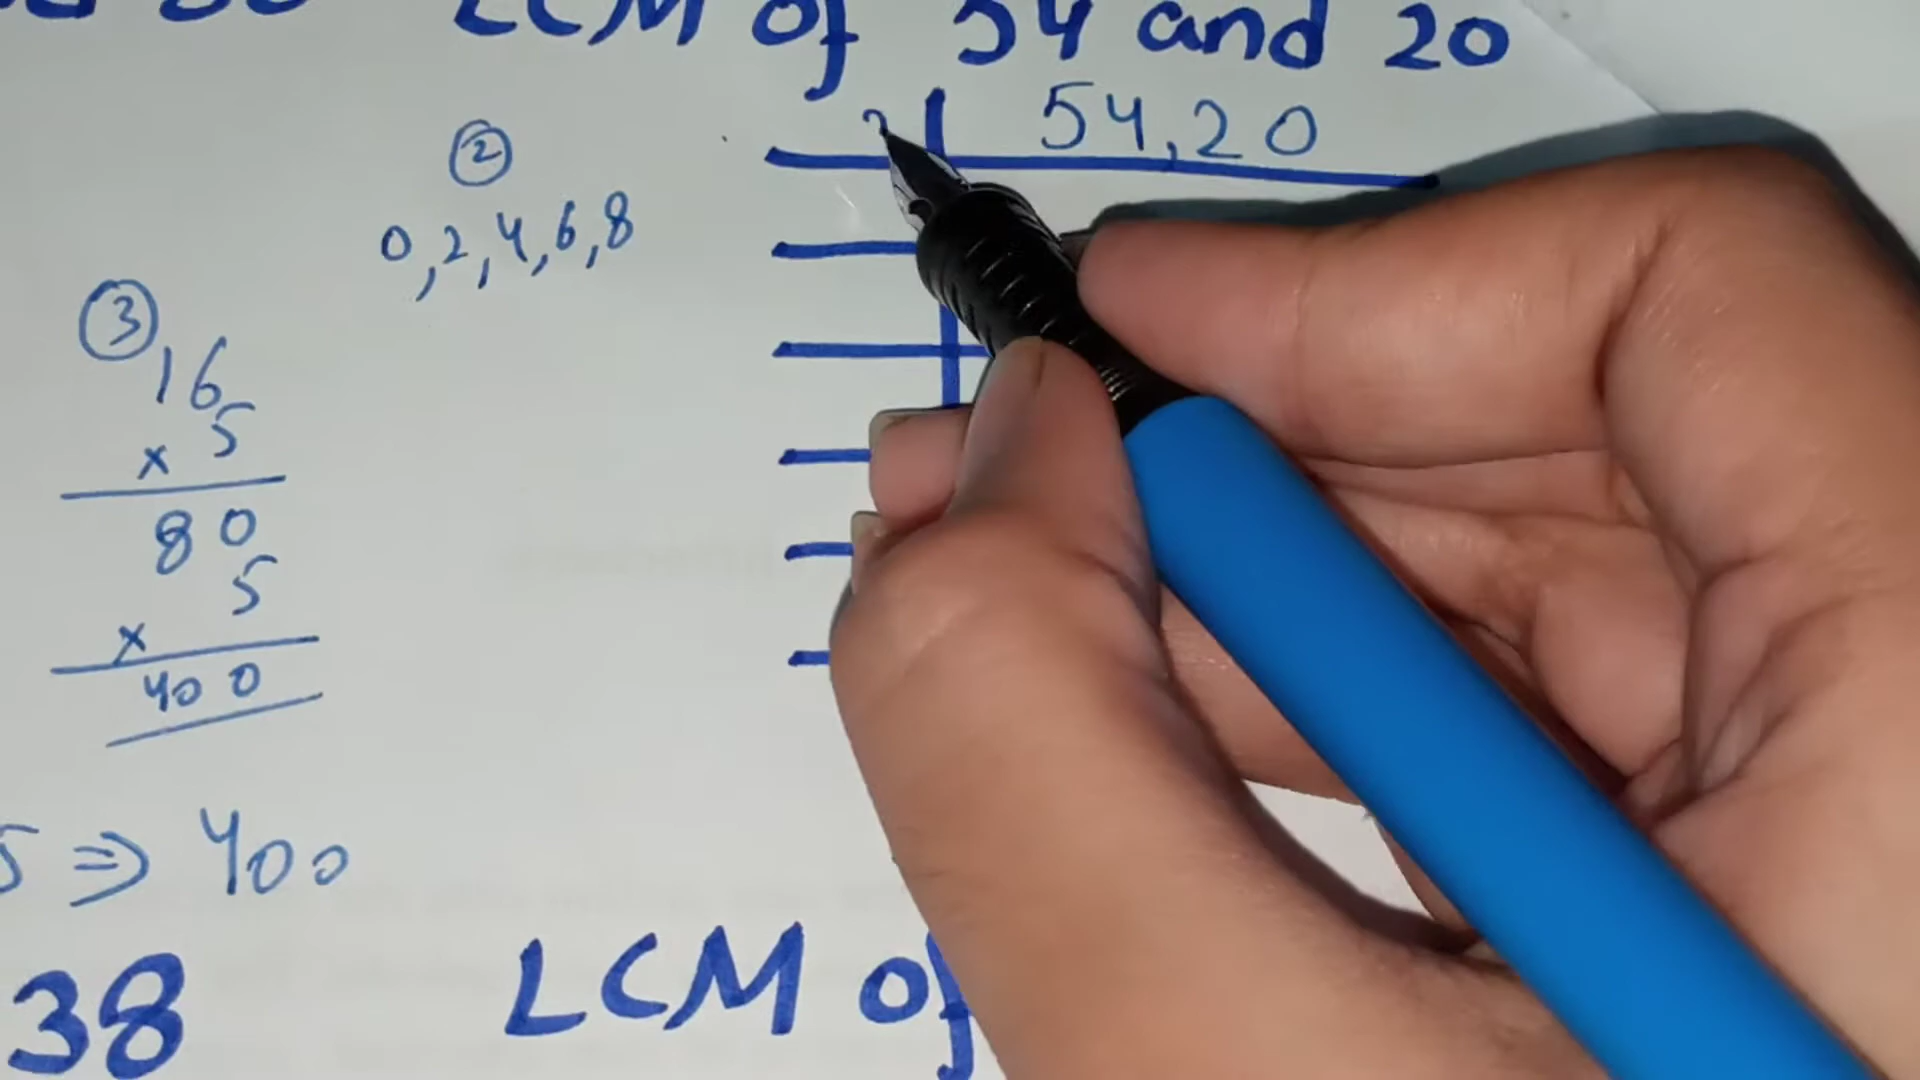 LCM of 54 and 20
54,20
2
0,2,4,6,8
3
16
x 5
80
x 5
400
5 ⇒ 400
38
LCM of